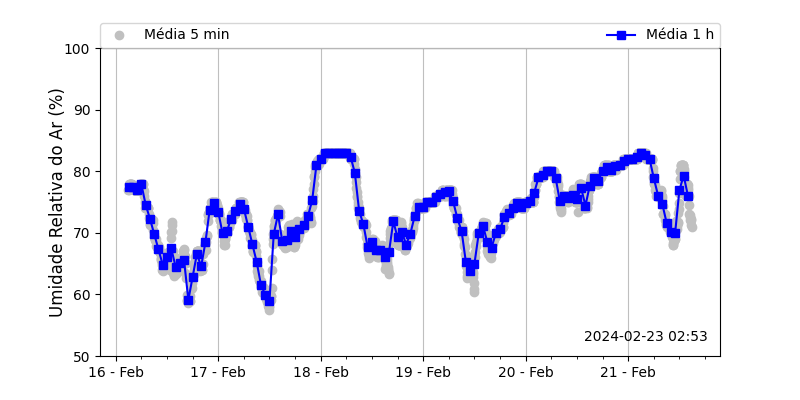 Média 5 min
Média 1 h
Umidade Relativa do Ar (%)
100
90
80
70
60
50
2024-02-23 02:53
16 - Feb
17 - Feb
18 - Feb
19 - Feb
20 - Feb
21 - Feb